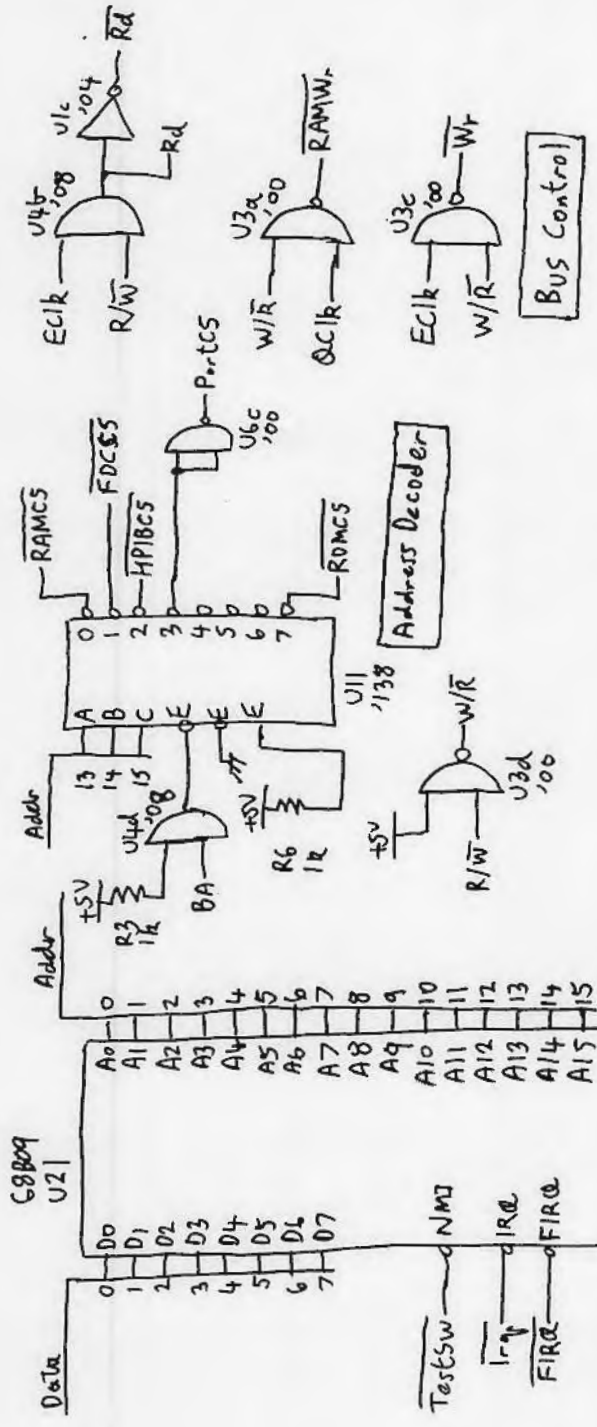 68B09
U21
Data
0 D0
1 D1
2 D2
3 D3
4 D4
5 D5
6 D6
7 D7
TestSw NMI
Irq IRQ
FIRQ FIRQ
Addr
A0 0
A1 1
A2 2
A3 3
A4 4
A5 5
A6 6
A7 7
A8 8
A9 9
A10 10
A11 11
A12 12
A13 13
A14 14
A15 15
Addr
13 A
14 B
15 C
+5V
R3
1k
U4d
'08
BA
E
E
E
+5V
R6
1k
0
1
2
3
4
5
6
7
U11
'138
RAMCS
FDCS
HPIBCS
PortCS
U6c
'00
ROMCS
Address Decoder
+5V
R/W
U3d
'00
W/R
EClk
R/W
U4b
'08
U1c
'04
Rd
Rd
W/R
QClk
U3a
'00
RAMWr
EClk
W/R
U3c
'00
Wr
Bus Control